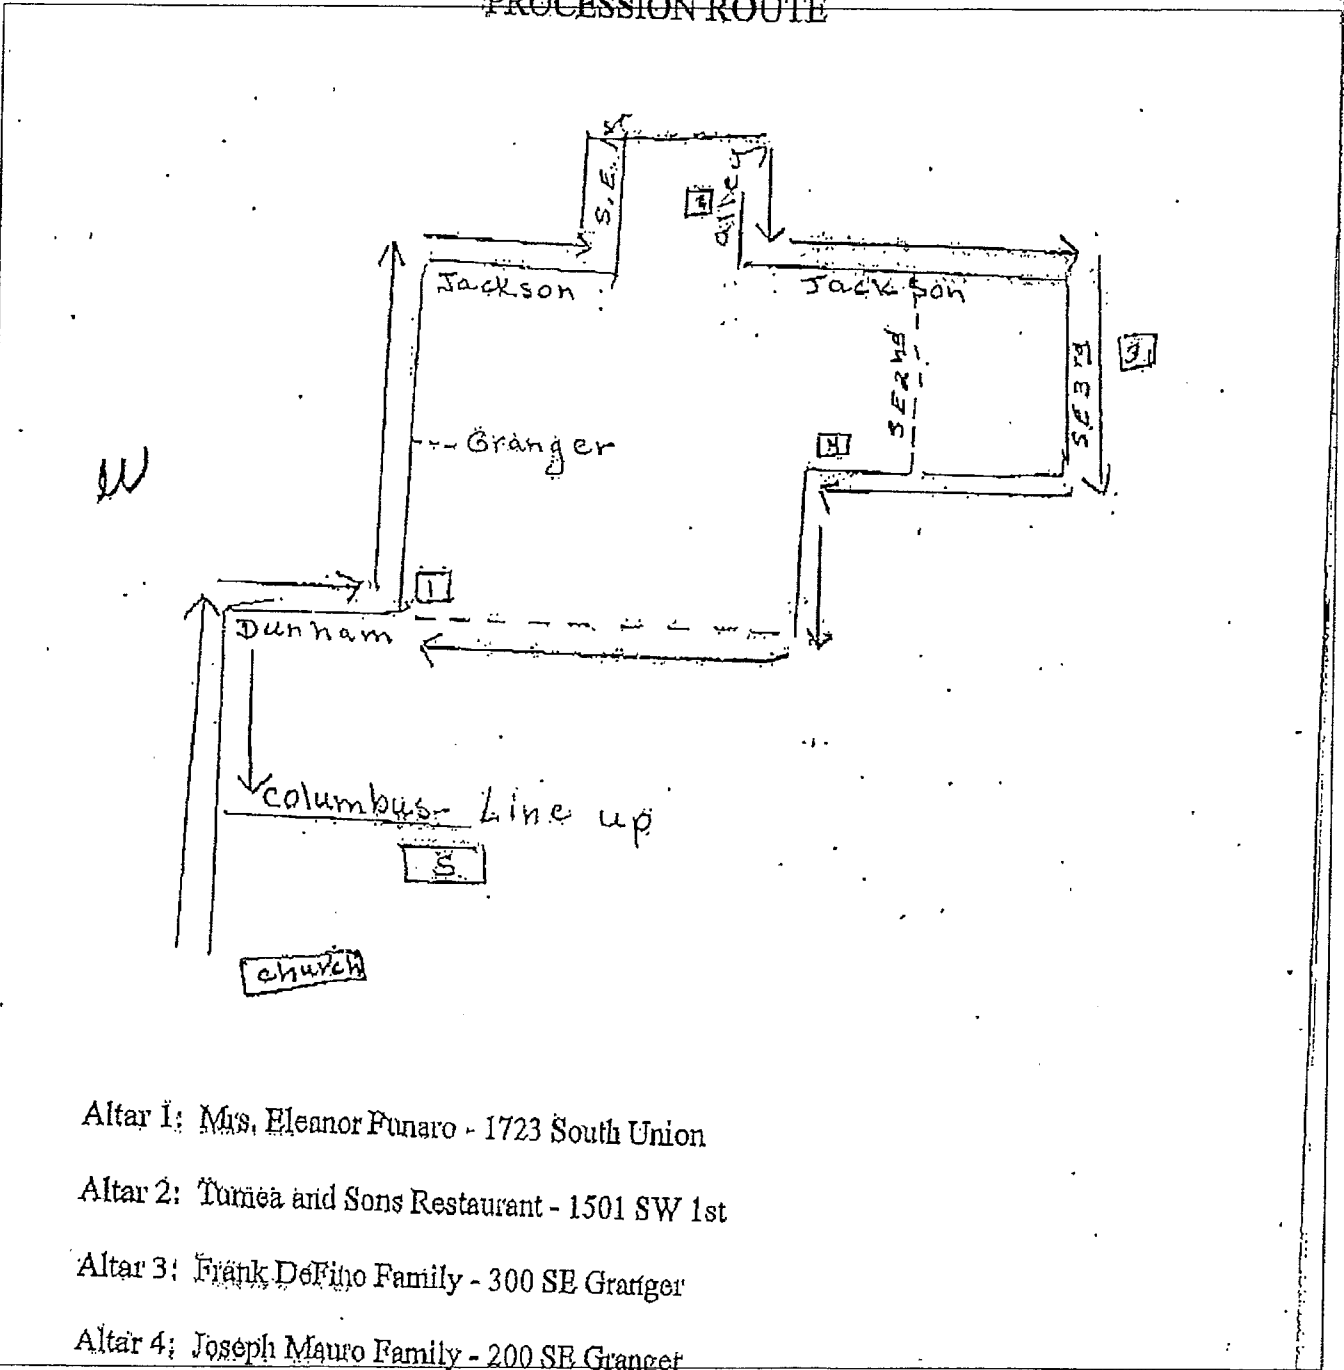 PROCESSION ROUTE
S.E. 1st
2
alley
Jackson
Jackson
SE 2nd
SE 3rd
3
Granger
4
W
1
Dunham
Columbus - Line up
S
church
Altar 1: Mrs. Eleanor Funaro - 1723 South Union
Altar 2: Tumea and Sons Restaurant - 1501 SW 1st
Altar 3: Frank DeFino Family - 300 SE Granger
Altar 4: Joseph Mauro Family - 200 SE Granger